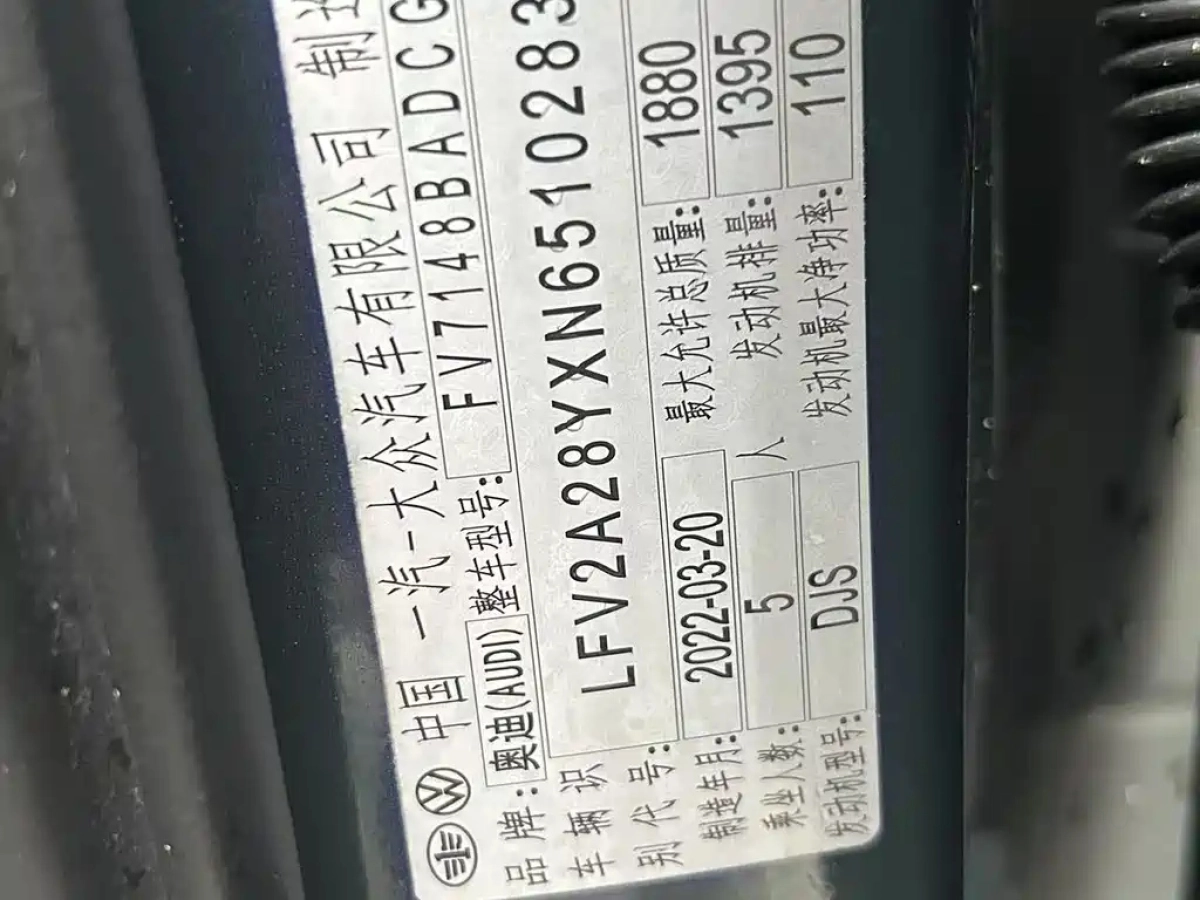 中国 一汽-大众汽车有限公司 制造
品牌: 奥迪(AUDI) 整车型号: FV7148BADCG
车辆识别代号: LFV2A28YXN6510283
制造年月: 2022-03-20 最大允许总质量: 1880
乘坐人数: 5 人 发动机排量: 1395
发动机型号: DJS 发动机最大净功率: 110